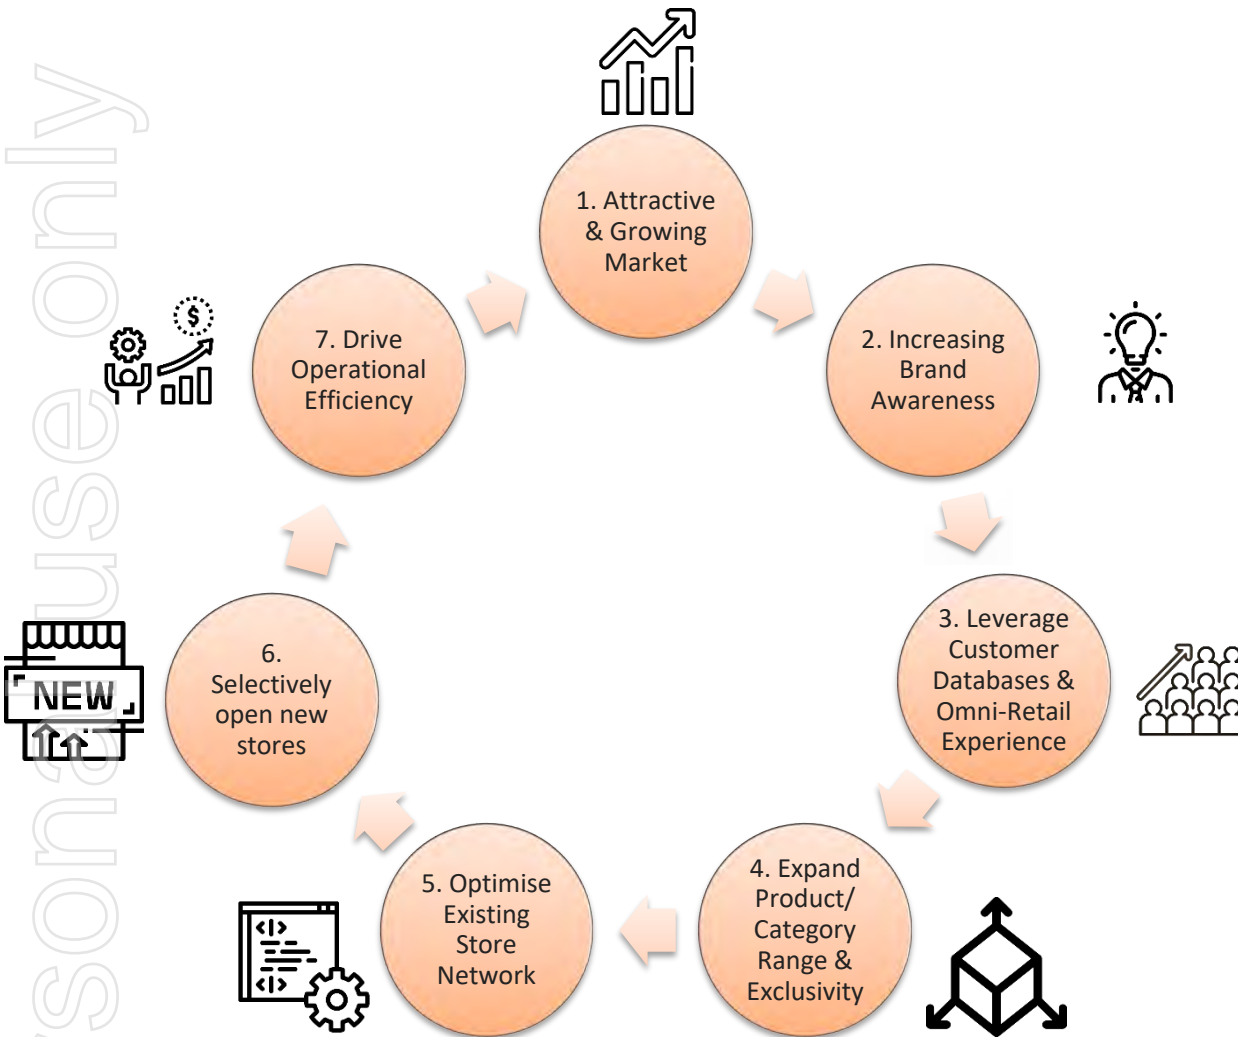 1. Attractive
& Growing
Market
2. Increasing
Brand
Awareness
3. Leverage
Customer
Databases &
Omni-Retail
Experience
4. Expand
Product/
Category
Range &
Exclusivity
5. Optimise
Existing
Store
Network
6.
Selectively
open new
stores
7. Drive
Operational
Efficiency
$
NEW
<|>
<|>
rsonal use only